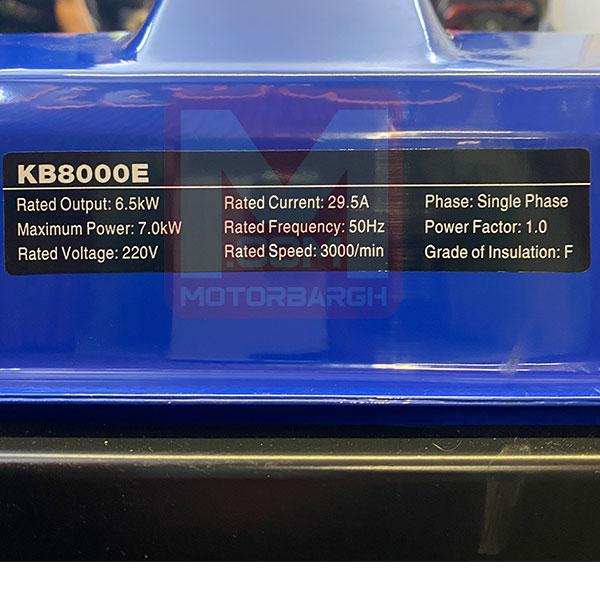 KB8000E
Rated Output: 6.5kW
Maximum Power: 7.0kW
Rated Voltage: 220V
Rated Current: 29.5A
Rated Frequency: 50Hz
Rated Speed: 3000/min
Phase: Single Phase
Power Factor: 1.0
Grade of Insulation: F
M
.COM
MOTORBARGH